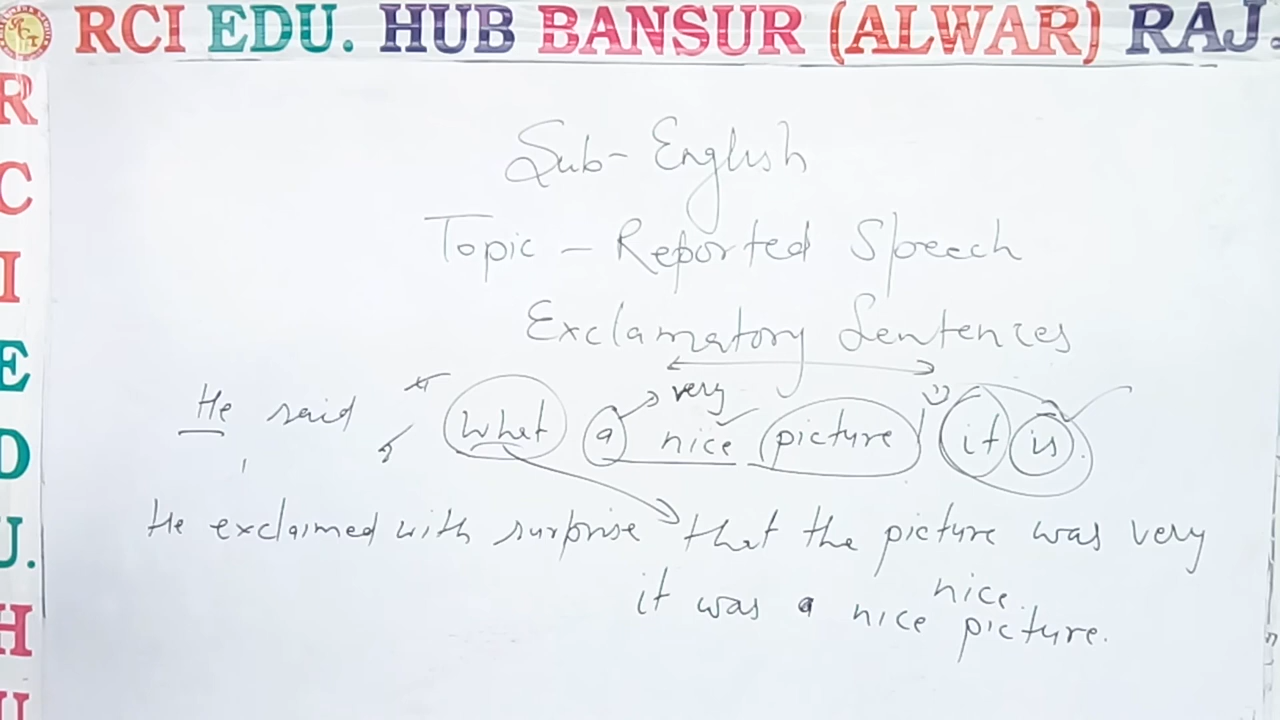 RCI EDU. HUB BANSUR (ALWAR) RAJ.
R
C
I
E
D
U.
H
Sub- English
Topic - Reported Speech
Exclamatory Sentences
very
He said " What a nice picture !" it is.
He exclaimed with surprise that the picture was very
nice.
it was a nice picture.